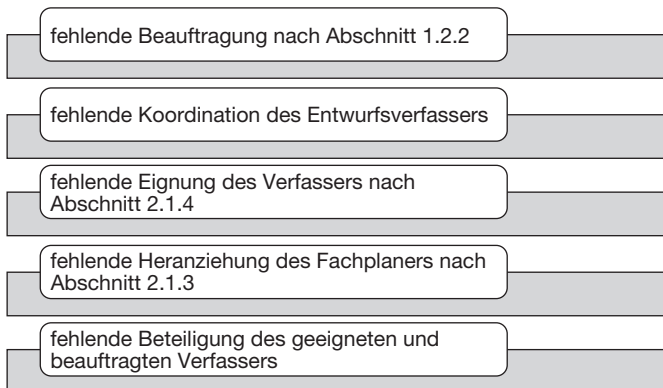 fehlende Beauftragung nach Abschnitt 1.2.2
fehlende Koordination des Entwurfsverfassers
fehlende Eignung des Verfassers nach
Abschnitt 2.1.4
fehlende Heranziehung des Fachplaners nach
Abschnitt 2.1.3
fehlende Beteiligung des geeigneten und
beauftragten Verfassers